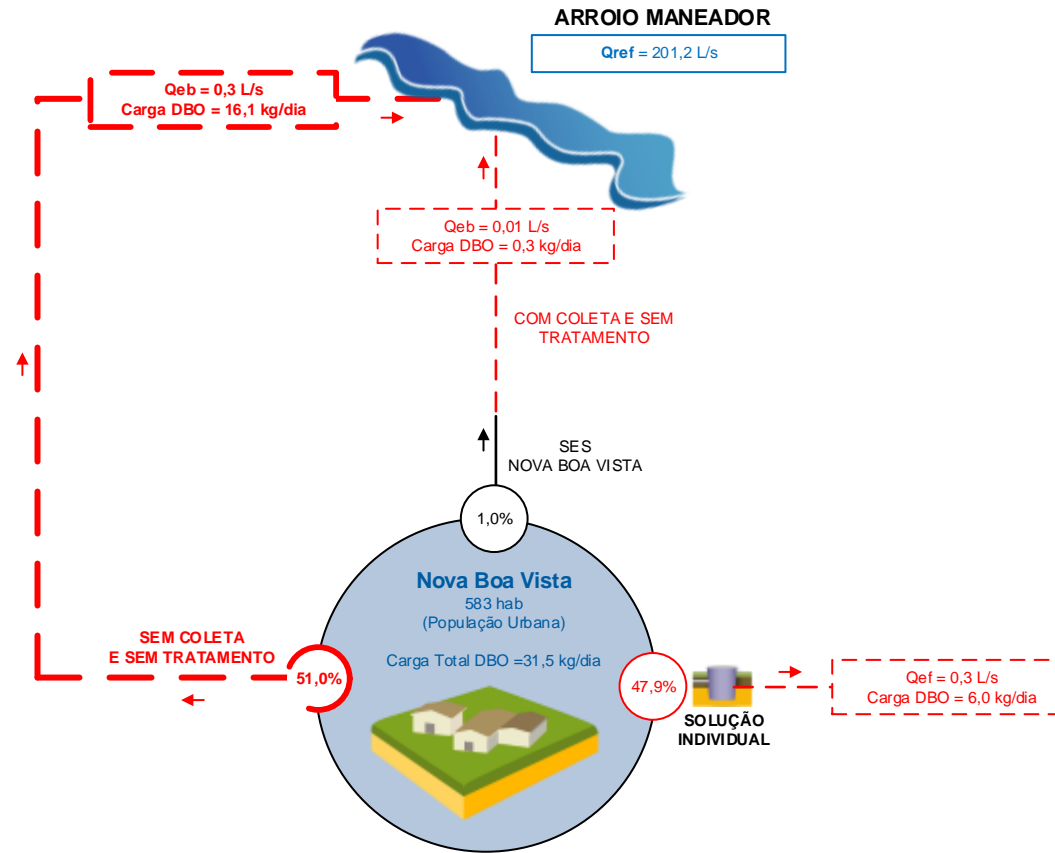 ARROIO MANEADOR
Qref = 201,2 L/s
Qeb = 0,3 L/s
Carga DBO = 16,1 kg/dia
Qeb = 0,01 L/s
Carga DBO = 0,3 kg/dia
COM COLETA E SEM
TRATAMENTO
SES
NOVA BOA VISTA
1,0%
Nova Boa Vista
583 hab
(População Urbana)
Carga Total DBO =31,5 kg/dia
SEM COLETA
E SEM TRATAMENTO
51,0%
47,9%
SOLUÇÃO
INDIVIDUAL
Qef = 0,3 L/s
Carga DBO = 6,0 kg/dia